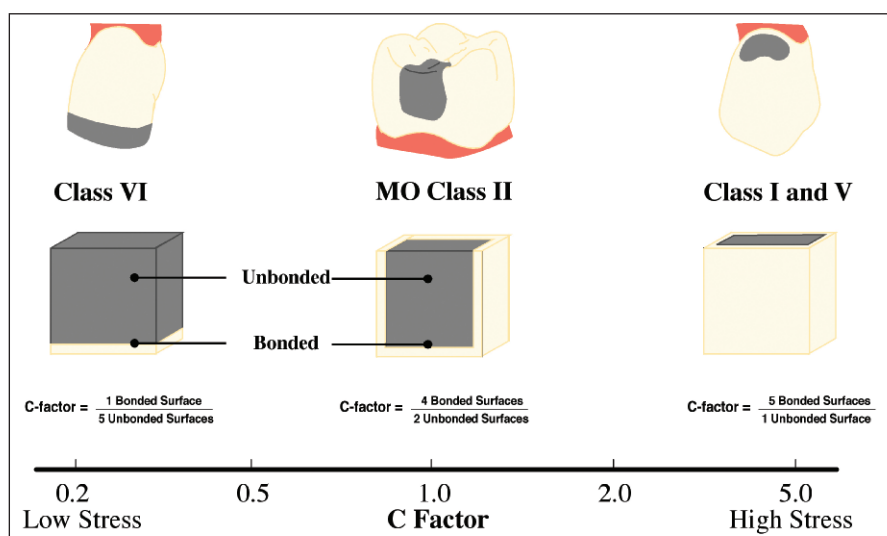 Class VI
MO Class II
Class I and V
Unbonded
Bonded
C-factor = 1 Bonded Surface
5 Unbonded Surfaces
C-factor = 4 Bonded Surfaces
2 Unbonded Surfaces
C-factor = 5 Bonded Surfaces
1 Unbonded Surface
0.2 0.5 1.0 2.0 5.0
Low Stress C Factor High Stress